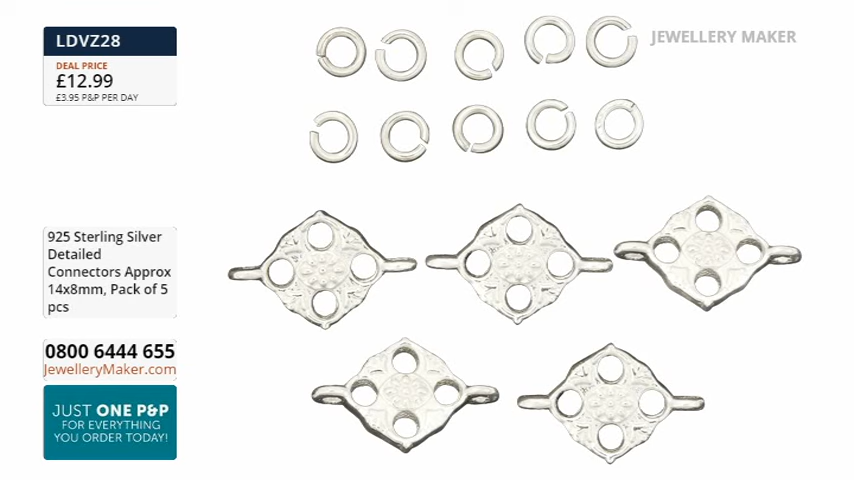 LDVZ28
DEAL PRICE
£12.99
£3.95 P&P PER DAY
JEWELLERY MAKER
925 Sterling Silver
Detailed
Connectors Approx
14x8mm, Pack of 5
pcs
0800 6444 655
JewelleryMaker.com
JUST ONE P&P
FOR EVERYTHING
YOU ORDER TODAY!